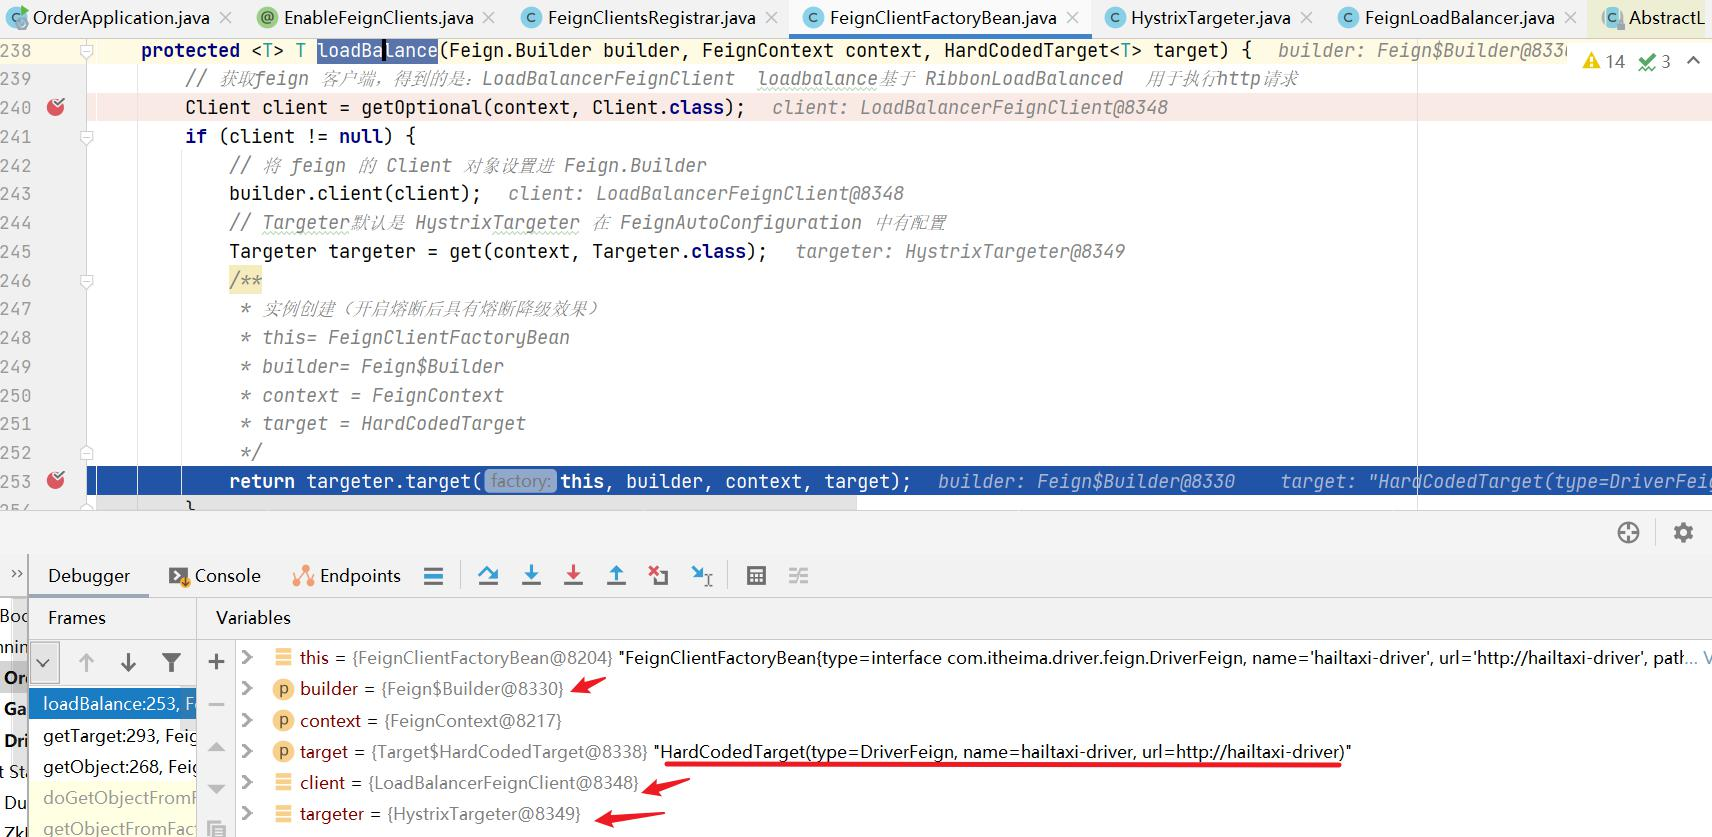 OrderApplication.java EnableFeignClients.java FeignClientsRegistrar.java FeignClientFactoryBean.java HystrixTargeter.java FeignLoadBalancer.java AbstractL
238 protected <T> T loadBalance(Feign.Builder builder, FeignContext context, HardCodedTarget<T> target) { builder: Feign$Builder@8330 14 3
239 // 获取feign 客户端，得到的是：LoadBalancerFeignClient loadbalance基于 RibbonLoadBalanced 用于执行http请求
240 Client client = getOptional(context, Client.class); client: LoadBalancerFeignClient@8348
241 if (client != null) {
242 // 将 feign 的 Client 对象设置进 Feign.Builder
243 builder.client(client); client: LoadBalancerFeignClient@8348
244 // Targeter默认是 HystrixTargeter 在 FeignAutoConfiguration 中有配置
245 Targeter targeter = get(context, Targeter.class); targeter: HystrixTargeter@8349
246 /**
247 * 实例创建（开启熔断后具有熔断降级效果）
248 * this= FeignClientFactoryBean
249 * builder= Feign$Builder
250 * context = FeignContext
251 * target = HardCodedTarget
252 */
253 return targeter.target( factory: this, builder, context, target); builder: Feign$Builder@8330 target: "HardCodedTarget(type=DriverFeig
254 }
Debugger Console Endpoints
Frames Variables
this = {FeignClientFactoryBean@8204} "FeignClientFactoryBean{type=interface com.itheima.driver.feign.DriverFeign, name='hailtaxi-driver', url='http://hailtaxi-driver', path...
builder = {Feign$Builder@8330}
loadBalance:253, Fe
context = {FeignContext@8217}
getTarget:293, Feig
target = {Target$HardCodedTarget@8338} "HardCodedTarget(type=DriverFeign, name=hailtaxi-driver, url=http://hailtaxi-driver)"
getObject:268, Feig
client = {LoadBalancerFeignClient@8348}
doGetObjectFromF
targeter = {HystrixTargeter@8349}
getObjectFromFact
Boo
nnin
Or
Ga
Dri
t Sta
Du
Zkl